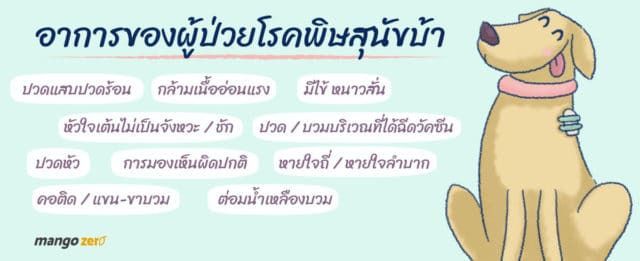 อาการของผู้ป่วยโรคพิษสุนัขบ้า
ปวดแสบปวดร้อน กล้ามเนื้ออ่อนแรง มีไข้ หนาวสั่น
หัวใจเต้นไม่เป็นจังหวะ / ชัก ปวด / บวมบริเวณที่ได้ฉีดวัคซีน
ปวดหัว การมองเห็นผิดปกติ หายใจถี่ / หายใจลำบาก
คอติด / แขน-ขาบวม ต่อมน้ำเหลืองบวม
mango zero